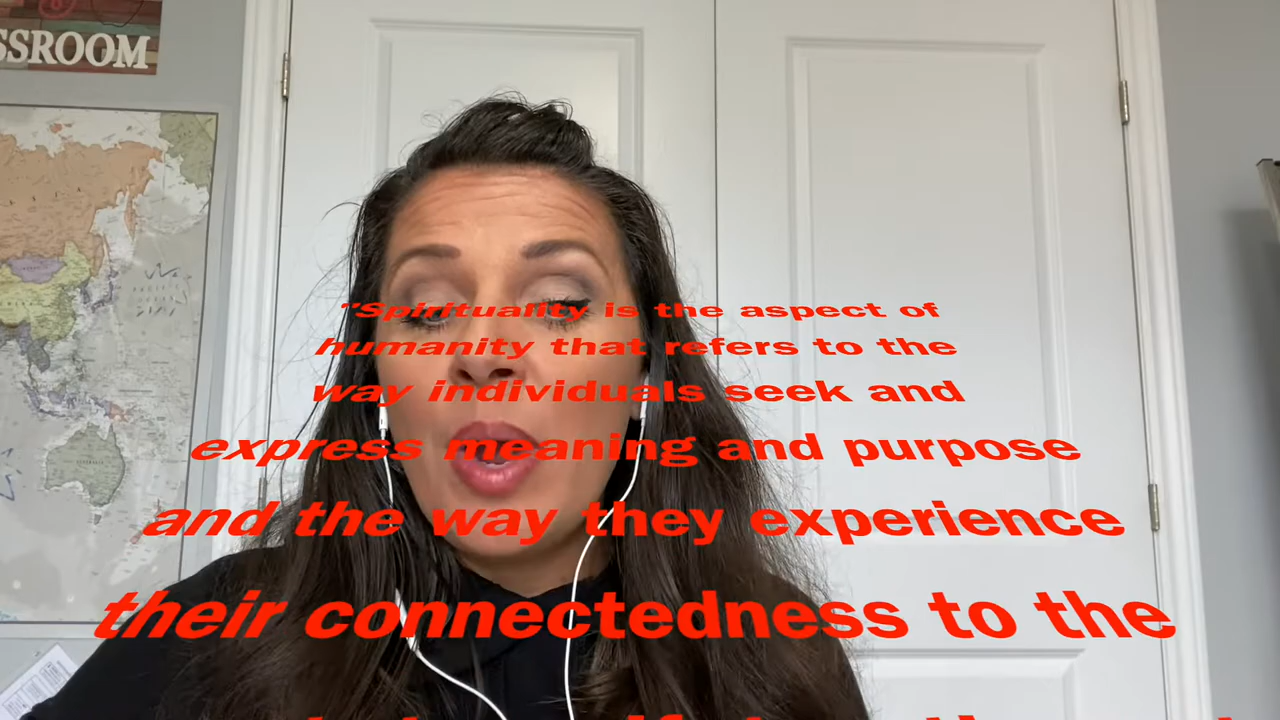 SSROOM
"Spirituality is the aspect of
humanity that refers to the
way individuals seek and
express meaning and purpose
and the way they experience
their connectedness to the